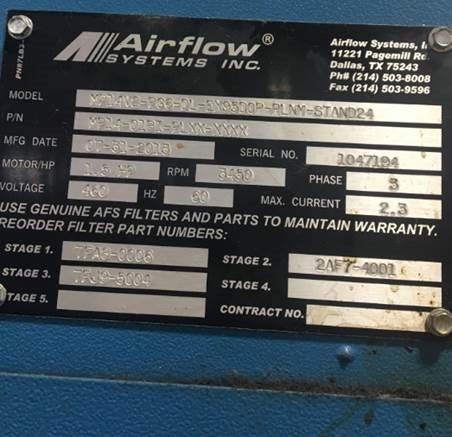 PN87LB3
Airflow®
SYSTEMS INC.
Airflow Systems, I
11221 Pagemill Rd
Dallas, TX 75243
Ph# (214) 503-8008
Fax (214) 503-9596
MODEL
P/N
MFG DATE SERIAL NO. 1047194
MOTOR/HP 1.5 HP RPM 3450 PHASE 3
VOLTAGE 460 HZ 60 MAX. CURRENT 2.3
USE GENUINE AFS FILTERS AND PARTS TO MAINTAIN WARRANTY.
REORDER FILTER PART NUMBERS:
STAGE 1. STAGE 2. 2AF7-4001
STAGE 3. STAGE 4.
STAGE 5. CONTRACT NO.